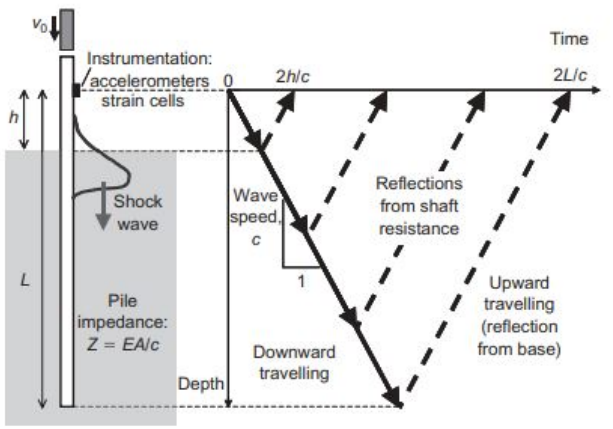 v0
Instrumentation:
accelerometers
strain cells
h
L
Shock
wave
Pile
impedance:
Z = EA/c
Time
0
2h/c
2L/c
Wave
speed,
c
1
Reflections
from shaft
resistance
Upward
travelling
(reflection
from base)
Downward
travelling
Depth